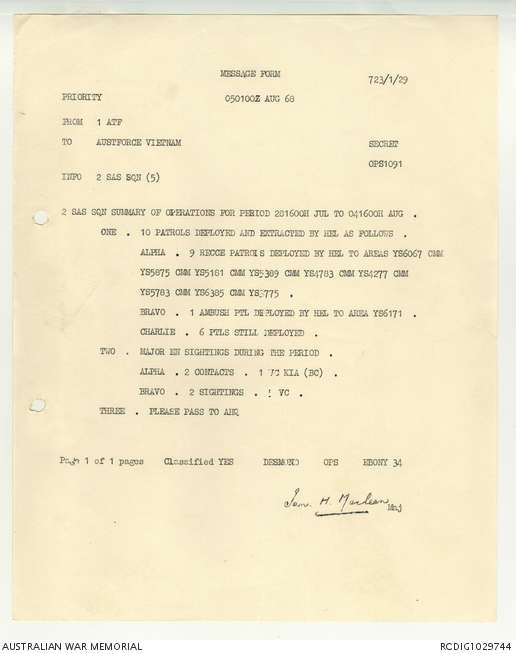 MESSAGE FORM
723/1/29
PRIORITY 050100Z AUG 68
FROM 1 ATF
TO AUSTFORCE VIETNAM SECRET
OPS1091
INFO 2 SAS SQN (5)
2 SAS SQN SUMMARY OF OPERATIONS FOR PERIOD 281600H JUL TO 041600H AUG .
ONE . 10 PATROLS DEPLOYED AND EXTRACTED BY HEL AS FOLLOWS .
ALPHA . 9 RECCE PATROLS DEPLOYED BY HEL TO AREAS YS6067 CMM
YS5875 CMM YS5181 CMM YS5389 CMM YS4783 CMM YS4277 CMM
YS5783 CMM YS6385 CMM
BRAVO . 1 AMBUSH PTL DEPLOYED BY HEL TO AREA YS6171 .
CHARLIE . 6 PTLS STILL DEPLOYED .
TWO . MAJOR EN SIGHTINGS DURING THE PERIOD .
ALPHA . 2 CONTACTS . 1 VC KIA (BC) .
BRAVO . 2 SIGHTINGS . VC .
THREE . PLEASE PASS TO AHQ
Page 1 of 1 pages Classified YES DESMOND OPS EBONY 34
Maj
AUSTRALIAN WAR MEMORIAL RCDIG1029744